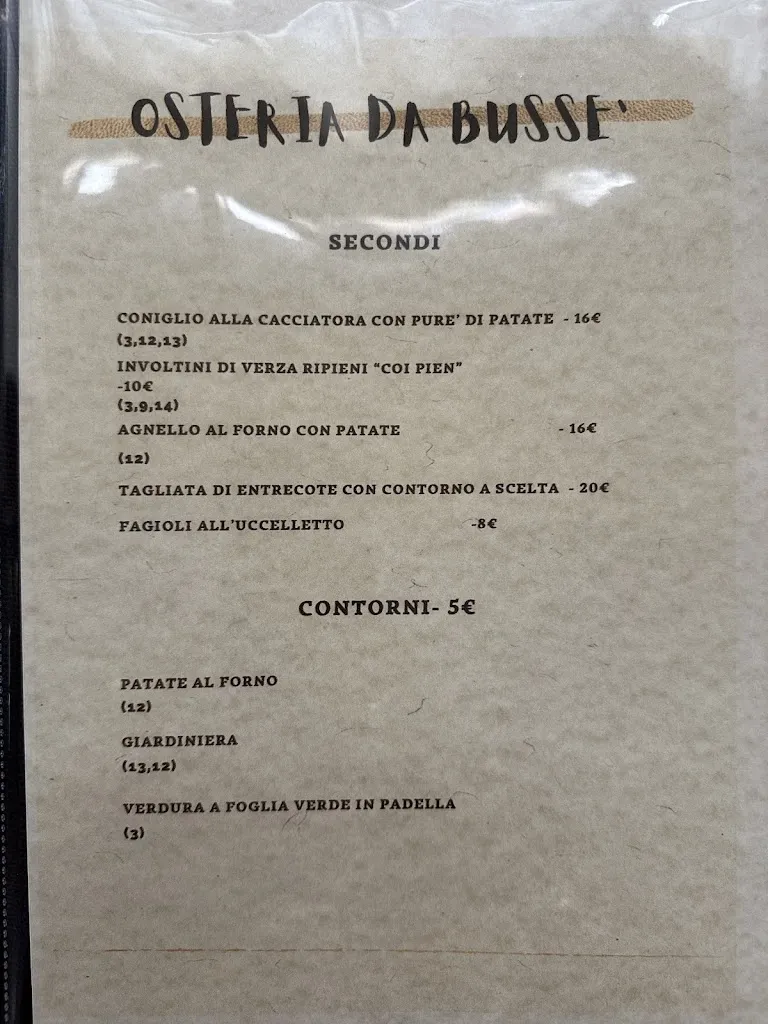 OSTERIA DA BUSSE'
SECONDI
CONIGLIO ALLA CACCIATORA CON PURE' DI PATATE - 16€
(3,12,13)
INVOLTINI DI VERZA RIPIENI “COI PIEN”
-10€
(3,9,14)
AGNELLO AL FORNO CON PATATE - 16€
(12)
TAGLIATA DI ENTRECOTE CON CONTORNO A SCELTA - 20€
FAGIOLI ALL'UCCELLETTO -8€
CONTORNI- 5€
PATATE AL FORNO
(12)
GIARDINIERA
(13,12)
VERDURA A FOGLIA VERDE IN PADELLA
(3)